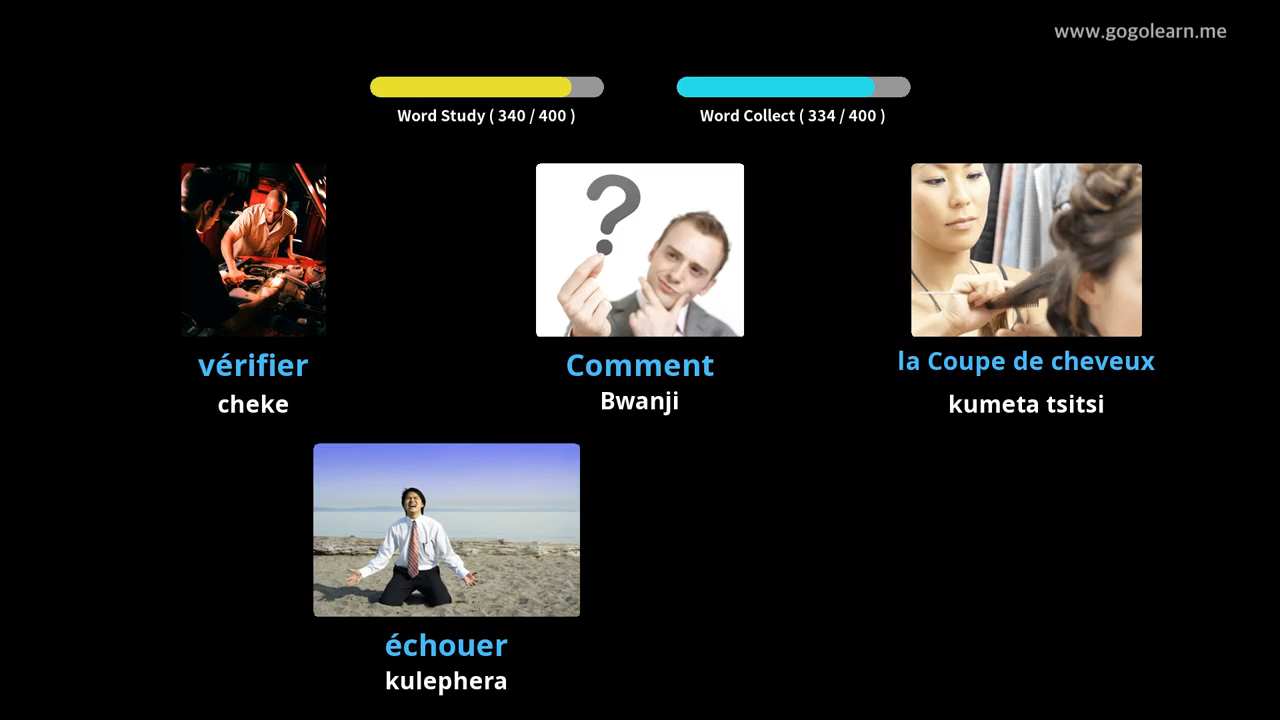 www.gogolearn.me
Word Study ( 340 / 400 )
Word Collect ( 334 / 400 )
vérifier
cheke
Comment
Bwanji
la Coupe de cheveux
kumeta tsitsi
échouer
kulephera